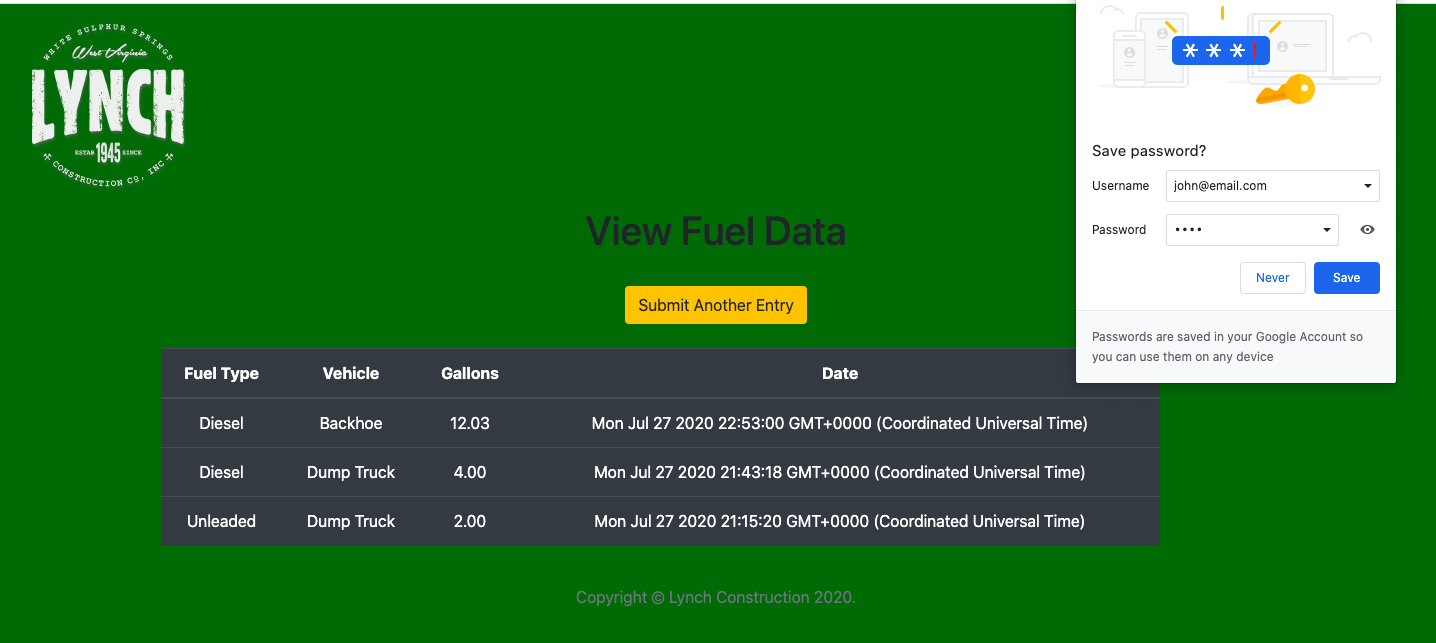 WHITE SULPHUR SPRINGS
West Virginia
LYNCH
ESTAB 1945 SINCE
CONSTRUCTION CO, INC
View Fuel Data
Submit Another Entry
Fuel Type Vehicle Gallons Date
Diesel Backhoe 12.03 Mon Jul 27 2020 22:53:00 GMT+0000 (Coordinated Universal Time)
Diesel Dump Truck 4.00 Mon Jul 27 2020 21:43:18 GMT+0000 (Coordinated Universal Time)
Unleaded Dump Truck 2.00 Mon Jul 27 2020 21:15:20 GMT+0000 (Coordinated Universal Time)
Copyright © Lynch Construction 2020.
***|
Save password?
Username john@email.com
Password ••••
Never Save
Passwords are saved in your Google Account so
you can use them on any device